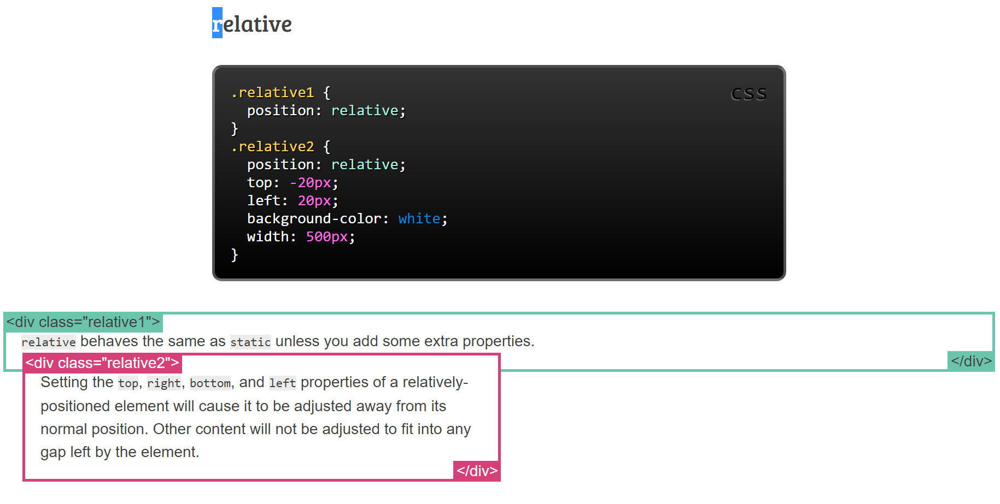 relative
css
.relative1 {
  position: relative;
}
.relative2 {
  position: relative;
  top: -20px;
  left: 20px;
  background-color: white;
  width: 500px;
}
<div class="relative1">
relative behaves the same as static unless you add some extra properties.
</div>
<div class="relative2">
Setting the top, right, bottom, and left properties of a relatively-
positioned element will cause it to be adjusted away from its
normal position. Other content will not be adjusted to fit into any
gap left by the element.
</div>